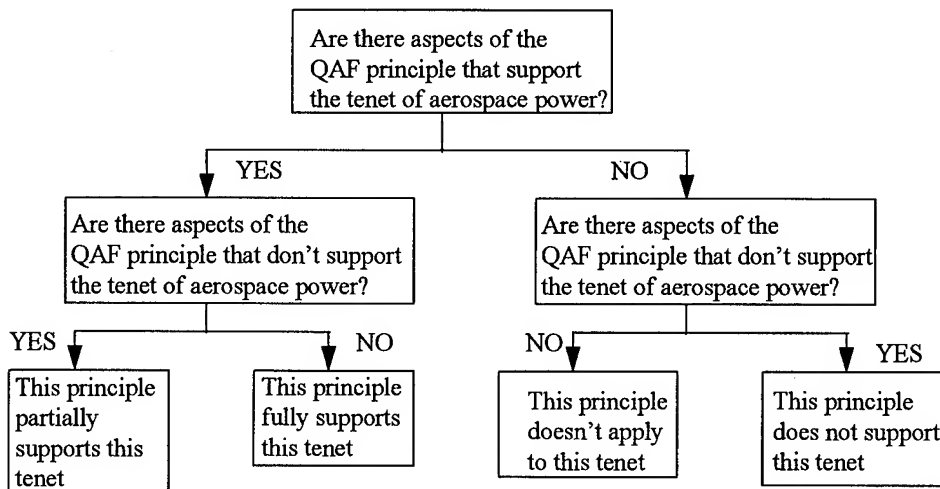 Are there aspects of the
QAF principle that support
the tenet of aerospace power?
YES
NO
Are there aspects of the
QAF principle that don't support
the tenet of aerospace power?
Are there aspects of the
QAF principle that don't support
the tenet of aerospace power?
YES
NO
NO
YES
This principle
partially
supports this
tenet
This principle
fully supports
this tenet
This principle
doesn't apply
to this tenet
This principle
does not support
this tenet